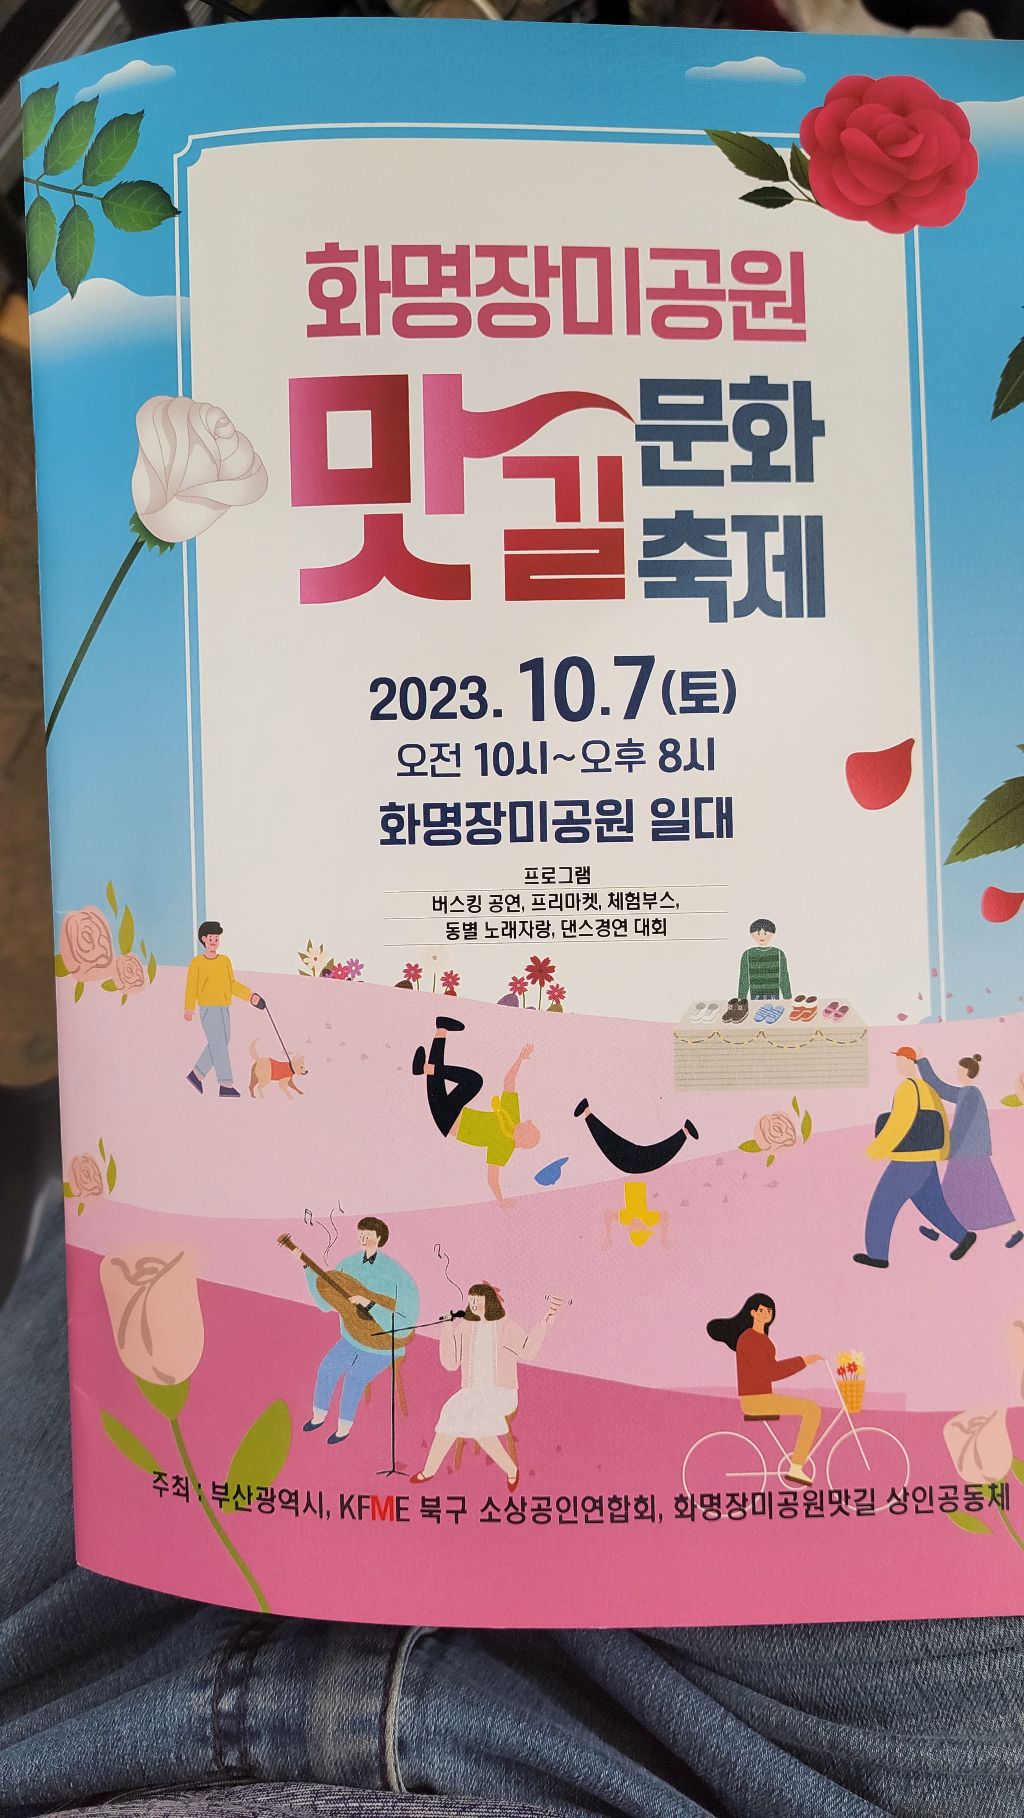 화명장미공원
맛길 문화
축제
2023. 10.7(토)
오전 10시~오후 8시
화명장미공원 일대
프로그램
버스킹 공연, 프리마켓, 체험부스,
동별 노래자랑, 댄스경연 대회
주최 : 부산광역시, KFME 북구 소상공인연합회, 화명장미공원맛길 상인공동체